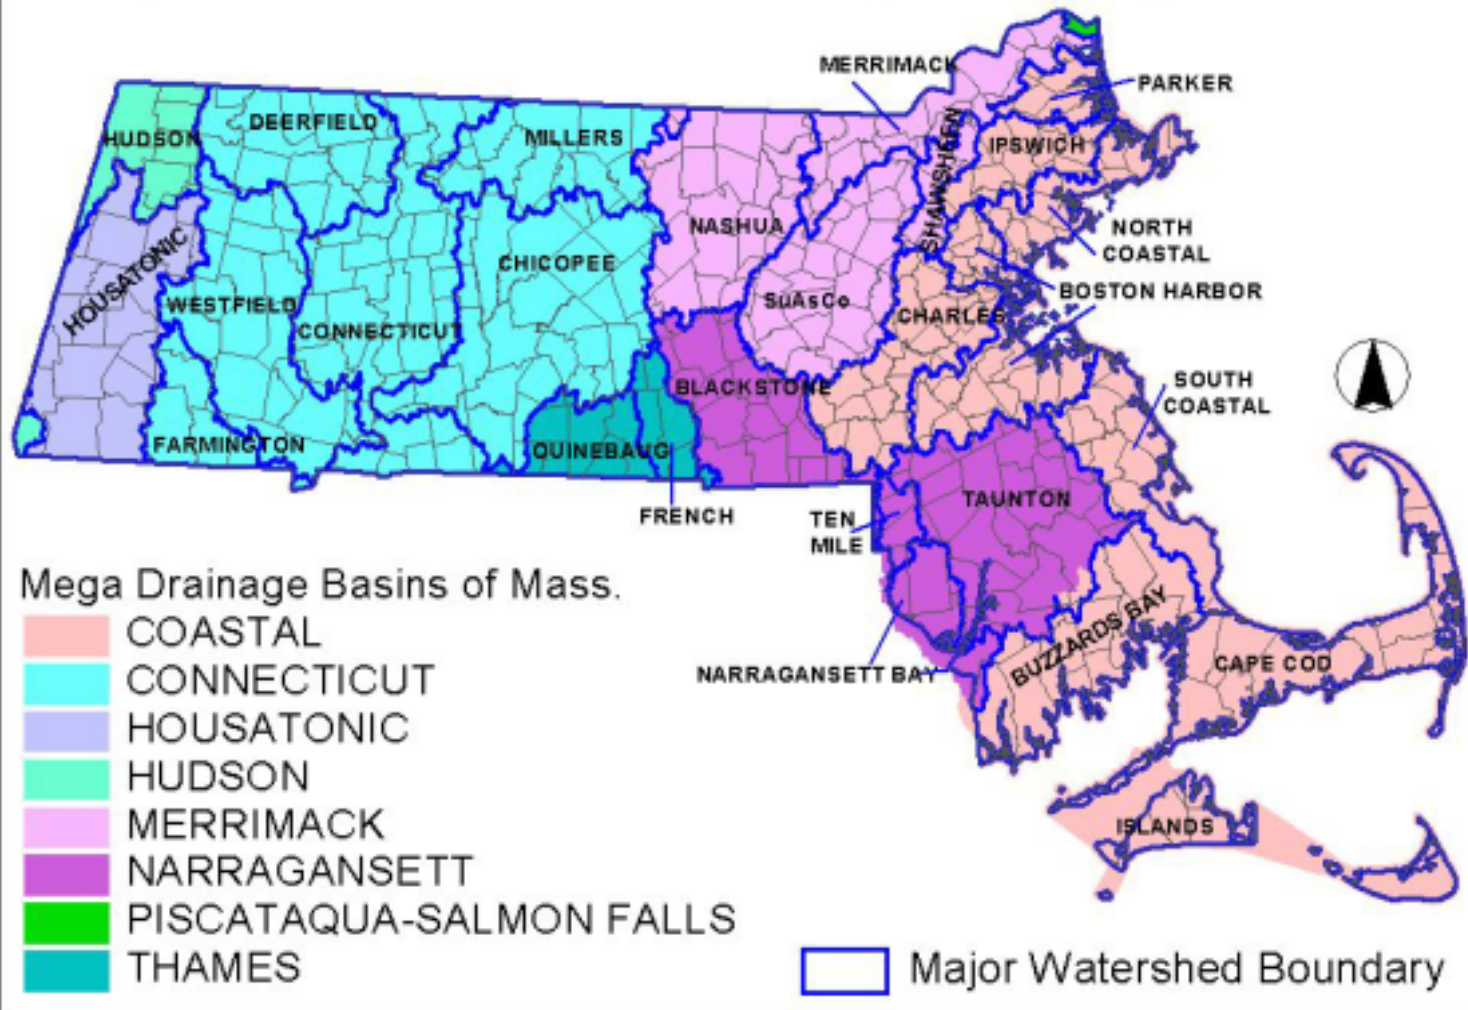 MERRIMACK
PARKER
HUDSON
DEERFIELD
MILLERS
IPSWICH
SHAWSHEEN
NASHUA
NORTH
COASTAL
HOUSATONIC
CHICOPEE
BOSTON HARBOR
WESTFIELD
CONNECTICUT
SuAsCo
CHARLES
BLACKSTONE
SOUTH
COASTAL
FARMINGTON
QUINEBAUG
TAUNTON
FRENCH
TEN
MILE
BUZZARDS BAY
NARRAGANSETT BAY
CAPE COD
ISLANDS
Mega Drainage Basins of Mass.
COASTAL
CONNECTICUT
HOUSATONIC
HUDSON
MERRIMACK
NARRAGANSETT
PISCATAQUA-SALMON FALLS
THAMES
Major Watershed Boundary